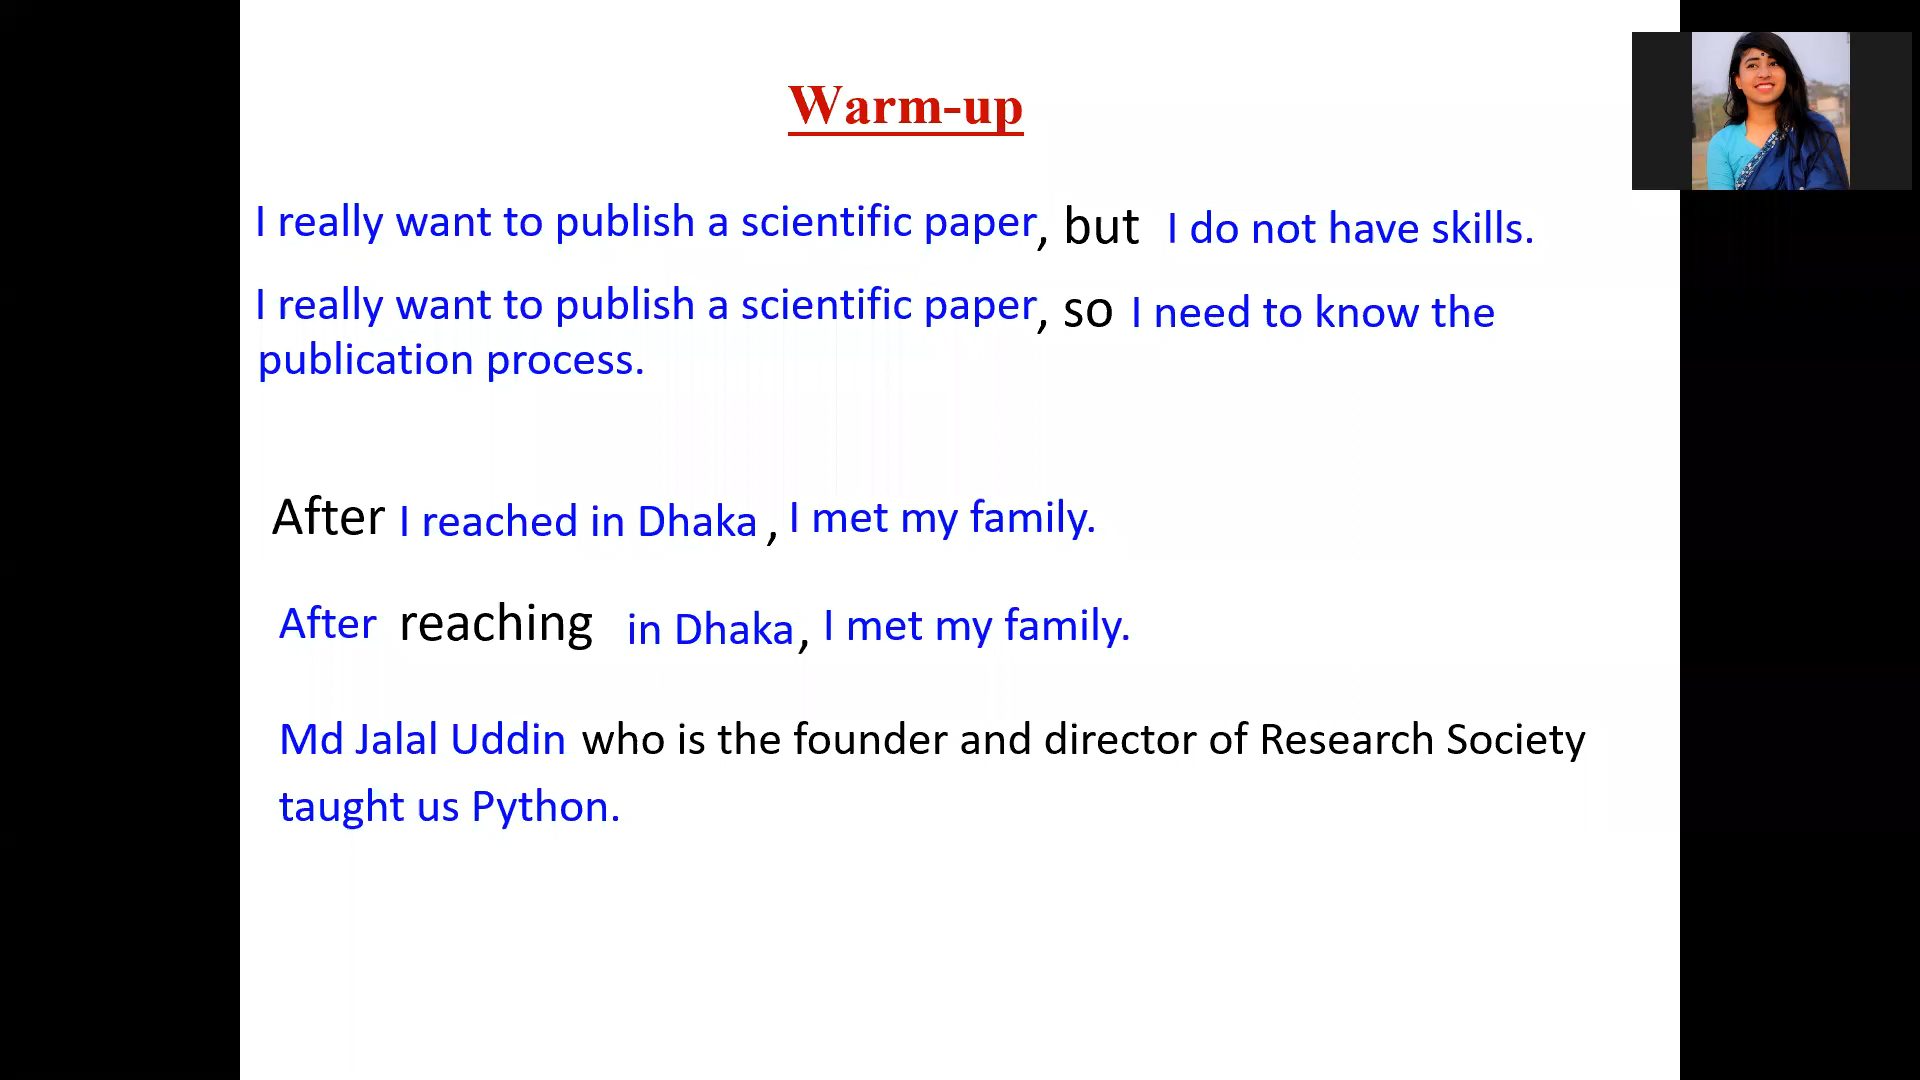 Warm-up
I really want to publish a scientific paper, but I do not have skills.
I really want to publish a scientific paper, so I need to know the
publication process.
After I reached in Dhaka , I met my family.
After reaching in Dhaka, I met my family.
Md Jalal Uddin who is the founder and director of Research Society
taught us Python.